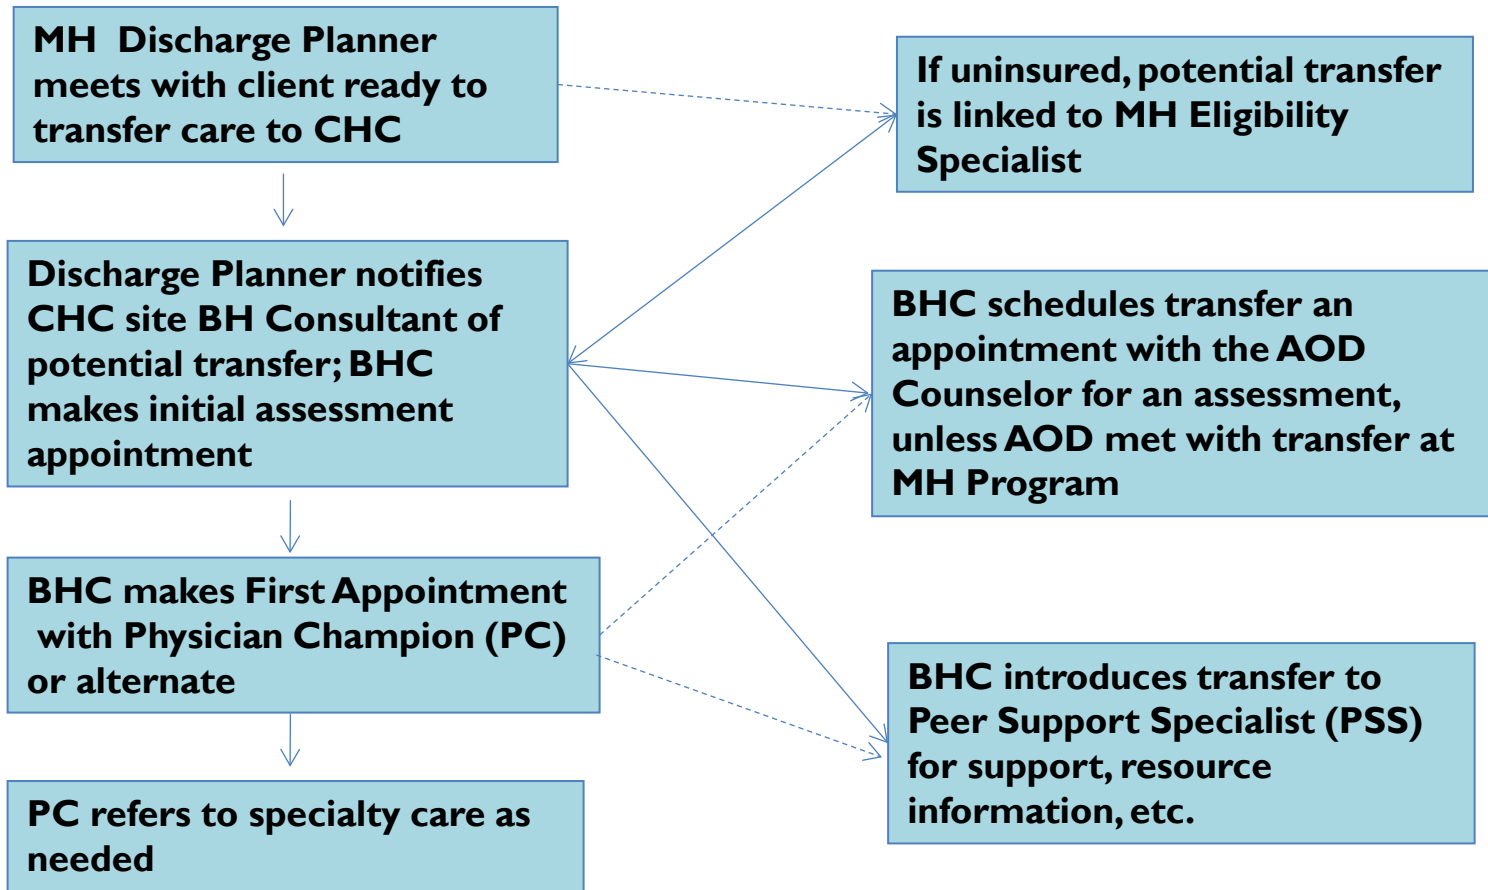 MH Discharge Planner
meets with client ready to
transfer care to CHC
If uninsured, potential transfer
is linked to MH Eligibility
Specialist
Discharge Planner notifies
CHC site BH Consultant of
potential transfer; BHC
makes initial assessment
appointment
BHC schedules transfer an
appointment with the AOD
Counselor for an assessment,
unless AOD met with transfer at
MH Program
BHC makes First Appointment
with Physician Champion (PC)
or alternate
BHC introduces transfer to
Peer Support Specialist (PSS)
for support, resource
information, etc.
PC refers to specialty care as
needed